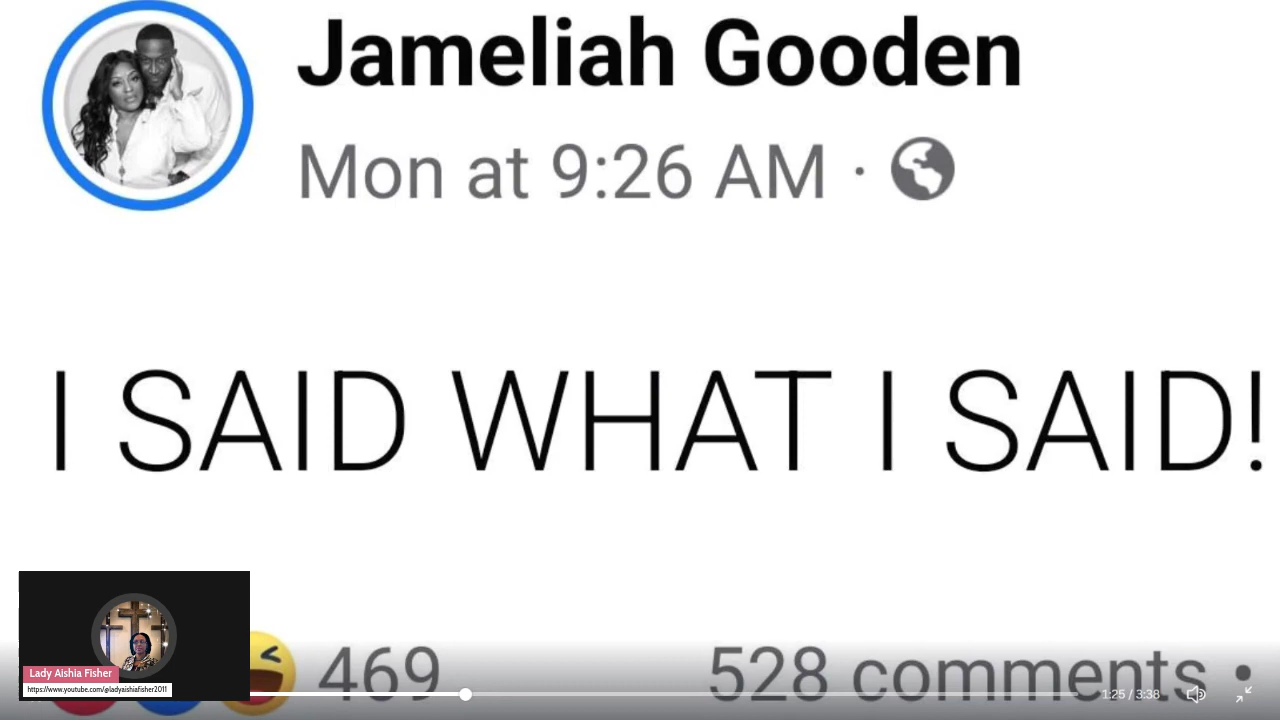 Jameliah Gooden
Mon at 9:26 AM ·
I SAID WHAT I SAID!
469
528 comments •
1:25 / 3:38
Lady Aishia Fisher
https://www.youtube.com/@ladyaishiafisher2011